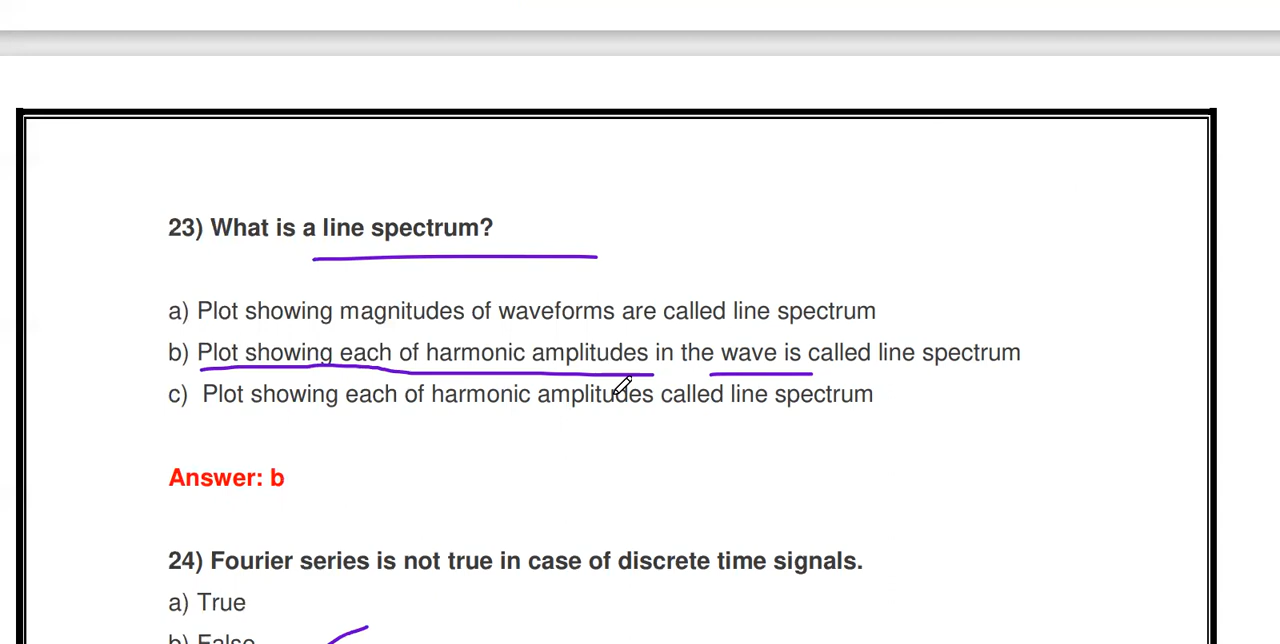 23) What is a line spectrum?
a) Plot showing magnitudes of waveforms are called line spectrum
b) Plot showing each of harmonic amplitudes in the wave is called line spectrum
c) Plot showing each of harmonic amplitudes called line spectrum
Answer: b
24) Fourier series is not true in case of discrete time signals.
a) True
b) False